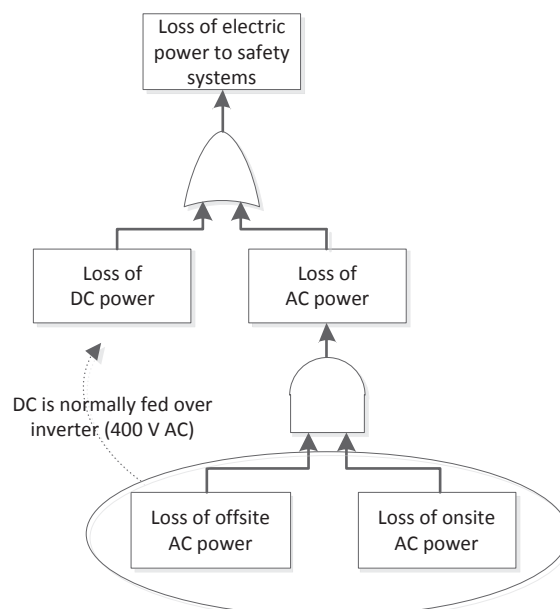 Loss of electric
power to safety
systems
Loss of
DC power
Loss of
AC power
DC is normally fed over
inverter (400 V AC)
Loss of offsite
AC power
Loss of onsite
AC power